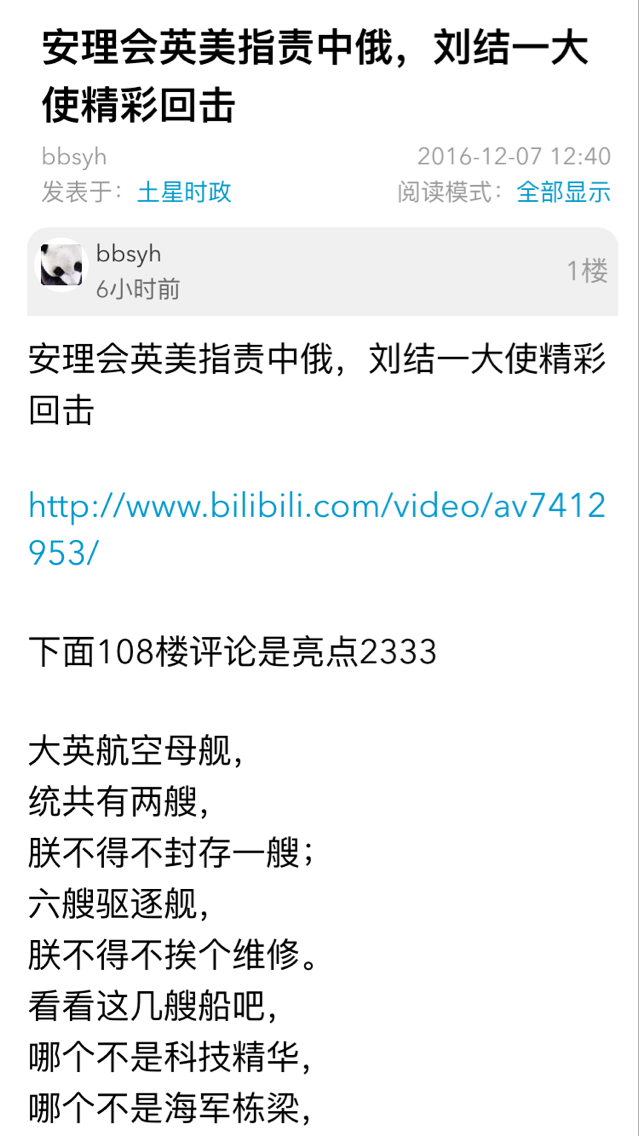 安理会英美指责中俄，刘结一大
使精彩回击
bbsyh 2016-12-07 12:40
发表于：土星时政 阅读模式：全部显示
bbsyh
6小时前 1楼
安理会英美指责中俄，刘结一大使精彩
回击
http://www.bilibili.com/video/av7412
953/
下面108楼评论是亮点2333
大英航空母舰，
统共有两艘，
朕不得不封存一艘；
六艘驱逐舰，
朕不得不挨个维修。
看看这几艘船吧，
哪个不是科技精华，
哪个不是海军栋梁，